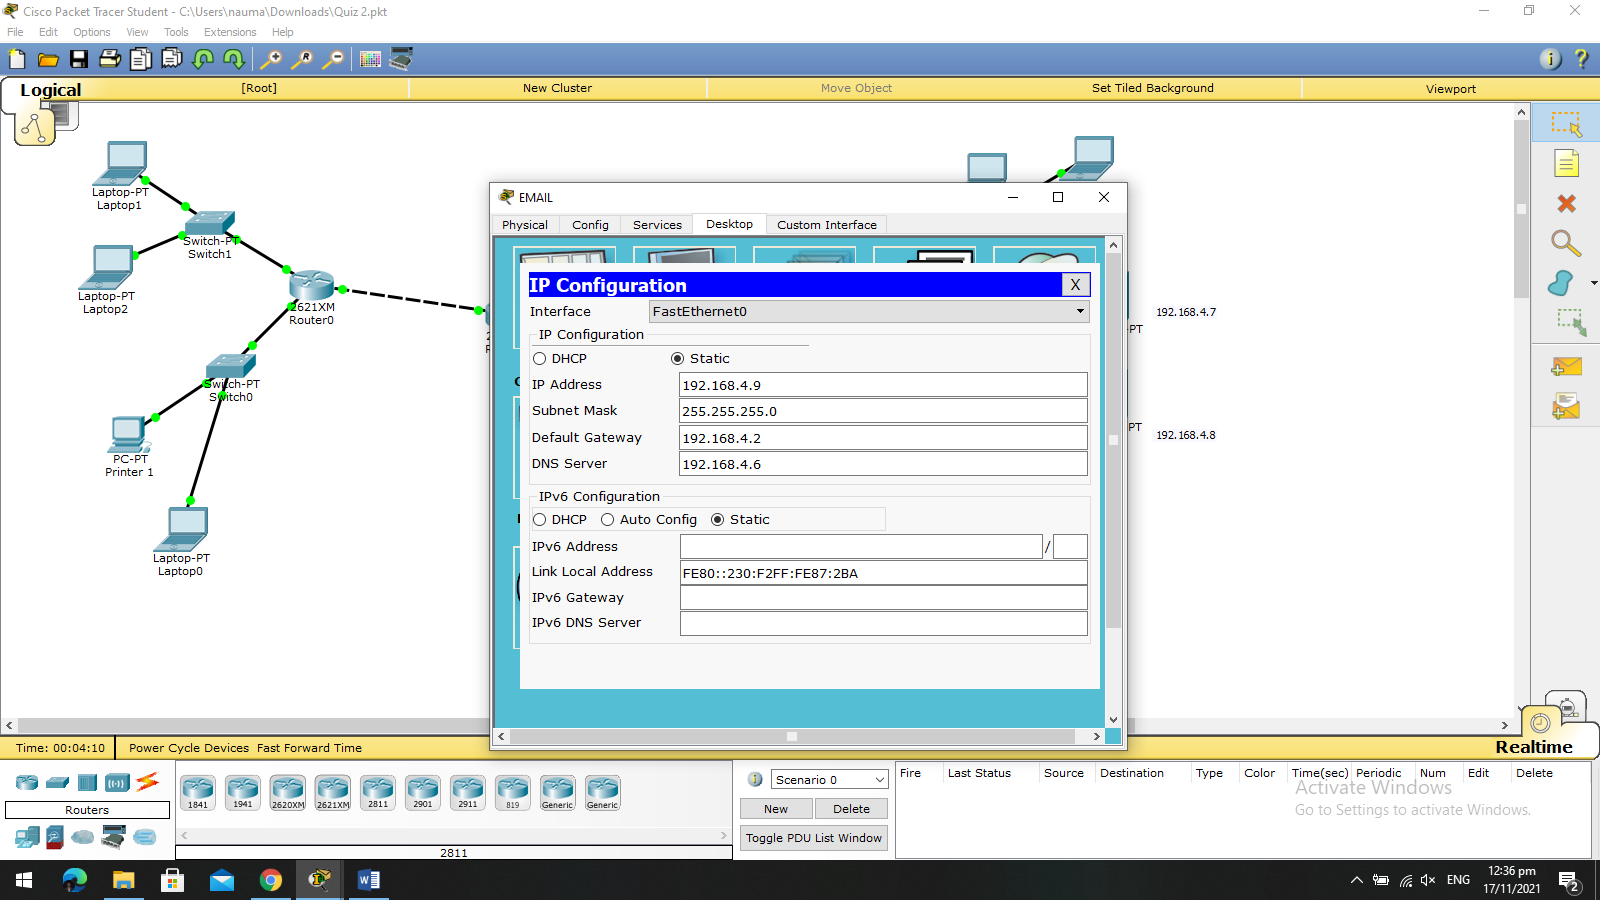 Cisco Packet Tracer Student - C:\Users\nauma\Downloads\Quiz 2.pkt
File Edit Options View Tools Extensions Help
Logical [Root] New Cluster Move Object Set Tiled Background Viewport
Laptop-PT
Laptop1
Switch-PT
Switch1
Laptop-PT
Laptop2
2621XM
Router0
Switch-PT
Switch0
PC-PT
Printer 1
Laptop-PT
Laptop0
EMAIL
Physical Config Services Desktop Custom Interface
IP Configuration X
Interface FastEthernet0
IP Configuration
DHCP Static
IP Address 192.168.4.9
Subnet Mask 255.255.255.0
Default Gateway 192.168.4.2
DNS Server 192.168.4.6
IPv6 Configuration
DHCP Auto Config Static
IPv6 Address /
Link Local Address FE80::230:F2FF:FE87:2BA
IPv6 Gateway
IPv6 DNS Server
192.168.4.7
PT
192.168.4.8
PT
Time: 00:04:10 Power Cycle Devices Fast Forward Time Realtime
Routers
1841 1941 2620XM 2621XM 2811 2901 2911 819 Generic Generic
2811
Scenario 0
New Delete
Toggle PDU List Window
Fire Last Status Source Destination Type Color Time(sec) Periodic Num Edit Delete
Activate Windows
Go to Settings to activate Windows.
ENG 12:36 pm
17/11/2021
2